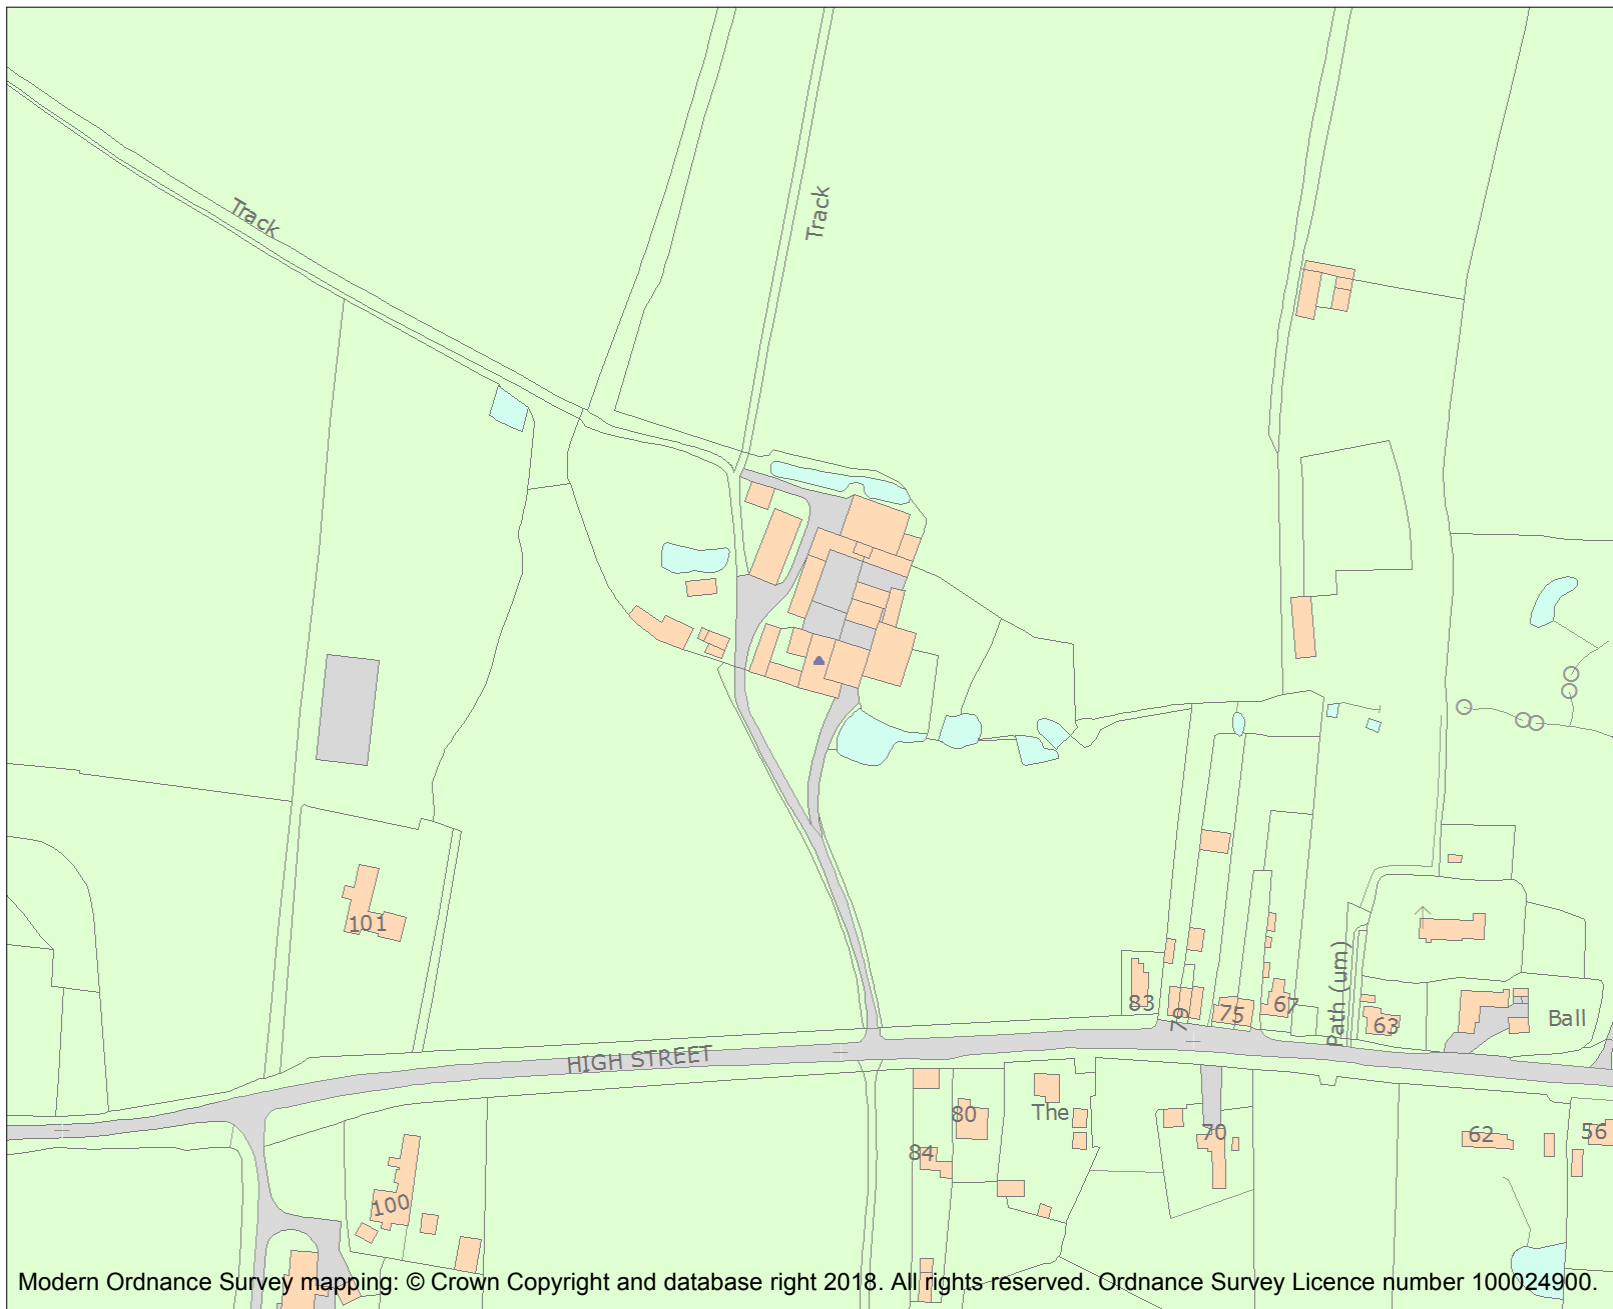 Track
Track
101
83
79
75
67
Path (um)
63
Ball
HIGH STREET
80
The
84
70
62
56
100
Modern Ordnance Survey mapping: © Crown Copyright and database right 2018. All rights reserved. Ordnance Survey Licence number 100024900.